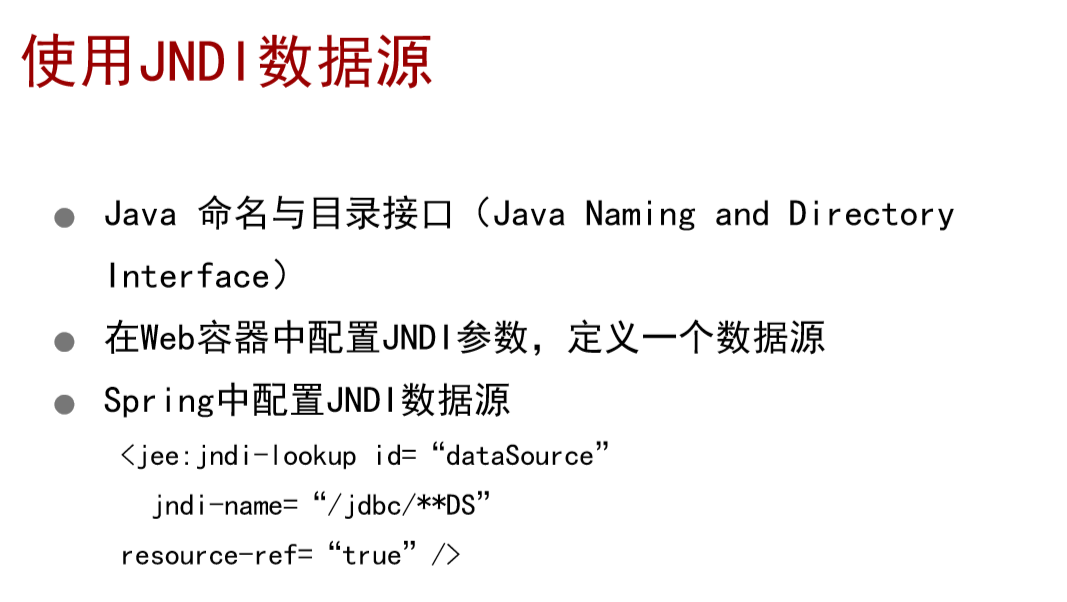 使用JNDI数据源
Java 命名与目录接口（Java Naming and Directory
Interface）
在Web容器中配置JNDI参数，定义一个数据源
Spring中配置JNDI数据源
<jee:jndi-lookup id=“dataSource”
jndi-name=“/jdbc/**DS”
resource-ref=“true”/>